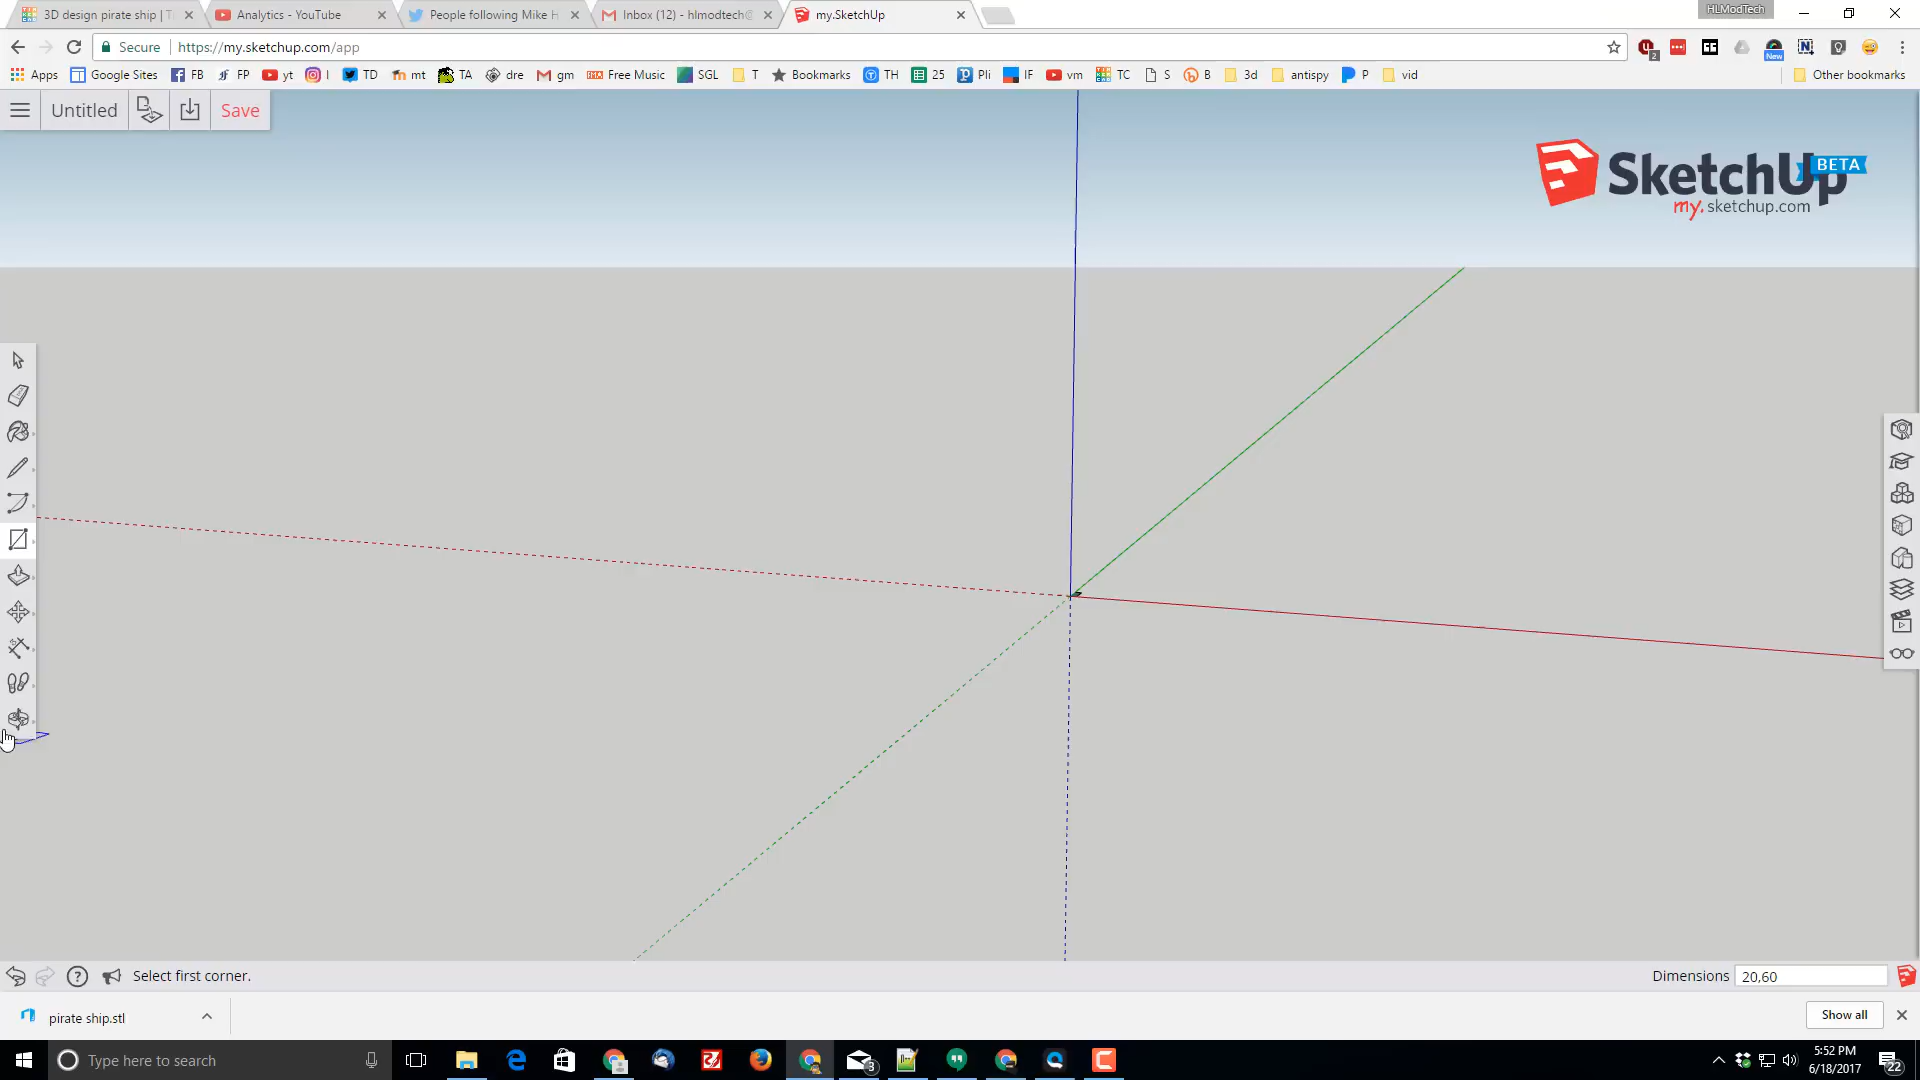 3D design pirate ship | T
Analytics - YouTube
People following Mike H
Inbox (12) - hlmodtech@
my.SketchUp
HLModTech
Secure
https://my.sketchup.com/app
Apps
Google Sites
FB
FP
yt
I
TD
mt
TA
dre
gm
Free Music
SGL
T
Bookmarks
TH
25
Pli
IF
vm
TC
S
B
3d
antispy
P
vid
Other bookmarks
2
New
Untitled
Save
SketchUp
BETA
my.sketchup.com
Select first corner.
Dimensions 20,60
pirate ship.stl
Show all
Type here to search
3
5:52 PM
6/18/2017
22